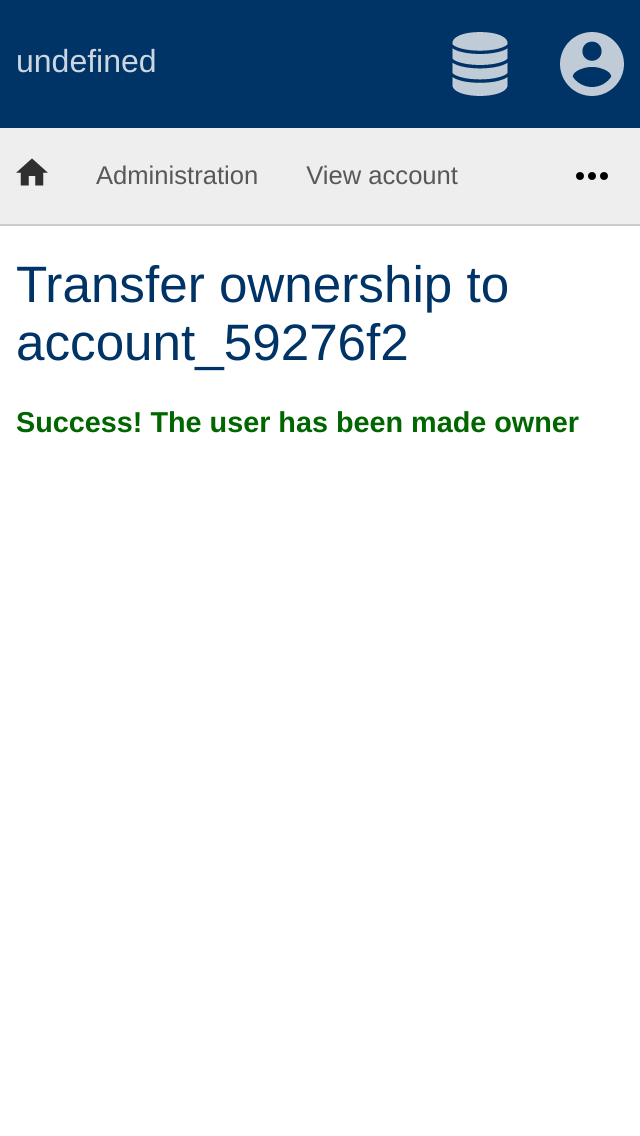 undefined
Administration View account
Transfer ownership to
account_59276f2
Success! The user has been made owner